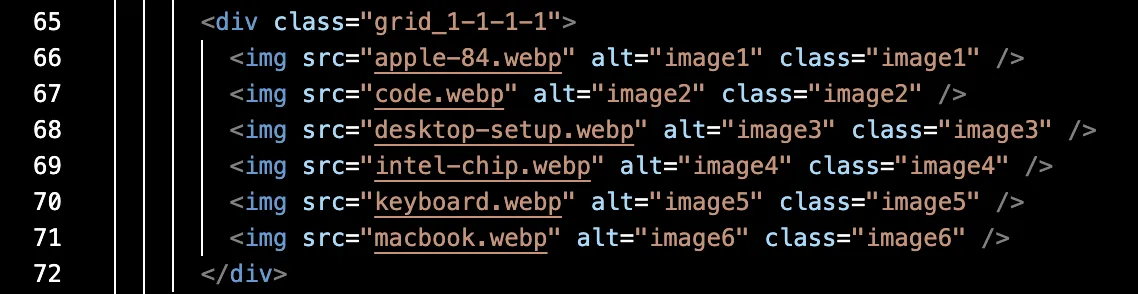 65 <div class="grid_1-1-1-1">
66 <img src="apple-84.webp" alt="image1" class="image1" />
67 <img src="code.webp" alt="image2" class="image2" />
68 <img src="desktop-setup.webp" alt="image3" class="image3" />
69 <img src="intel-chip.webp" alt="image4" class="image4" />
70 <img src="keyboard.webp" alt="image5" class="image5" />
71 <img src="macbook.webp" alt="image6" class="image6" />
72 </div>